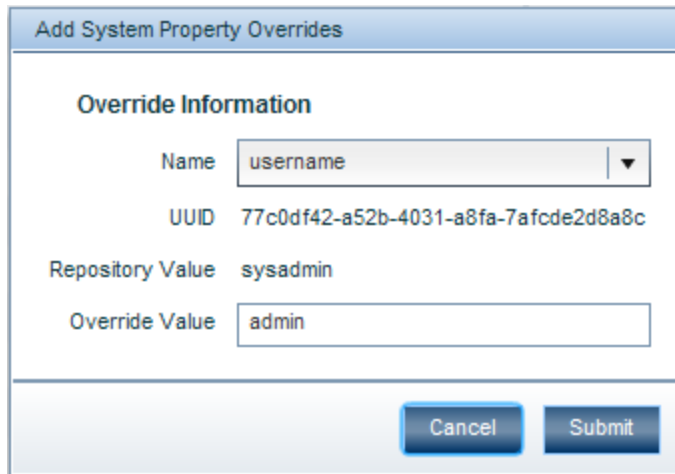 Add System Property Overrides
Override Information
Name username
UUID 77c0df42-a52b-4031-a8fa-7afcde2d8a8c
Repository Value sysadmin
Override Value admin
Cancel Submit